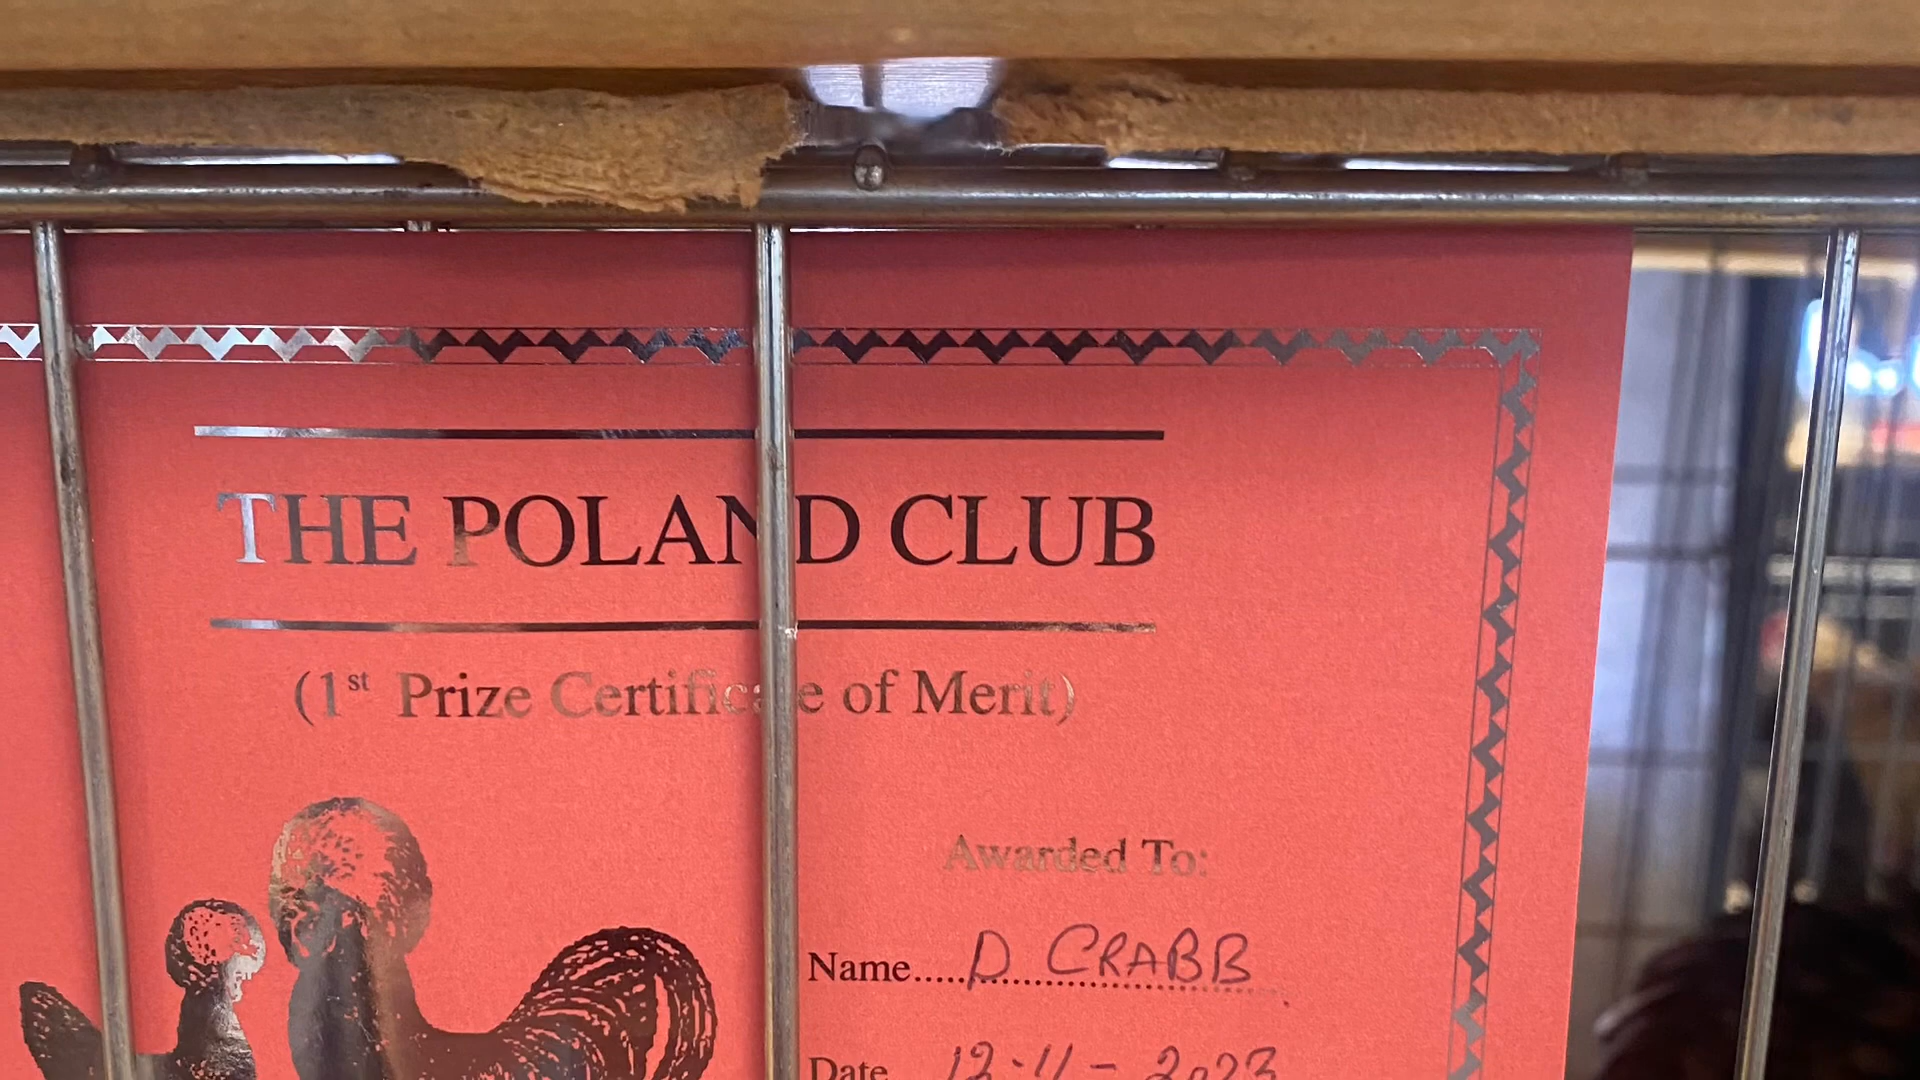 THE POLAND CLUB
(1st Prize Certificate of Merit)
Awarded To:
Name.....D CRABB
Date 12-11-2023